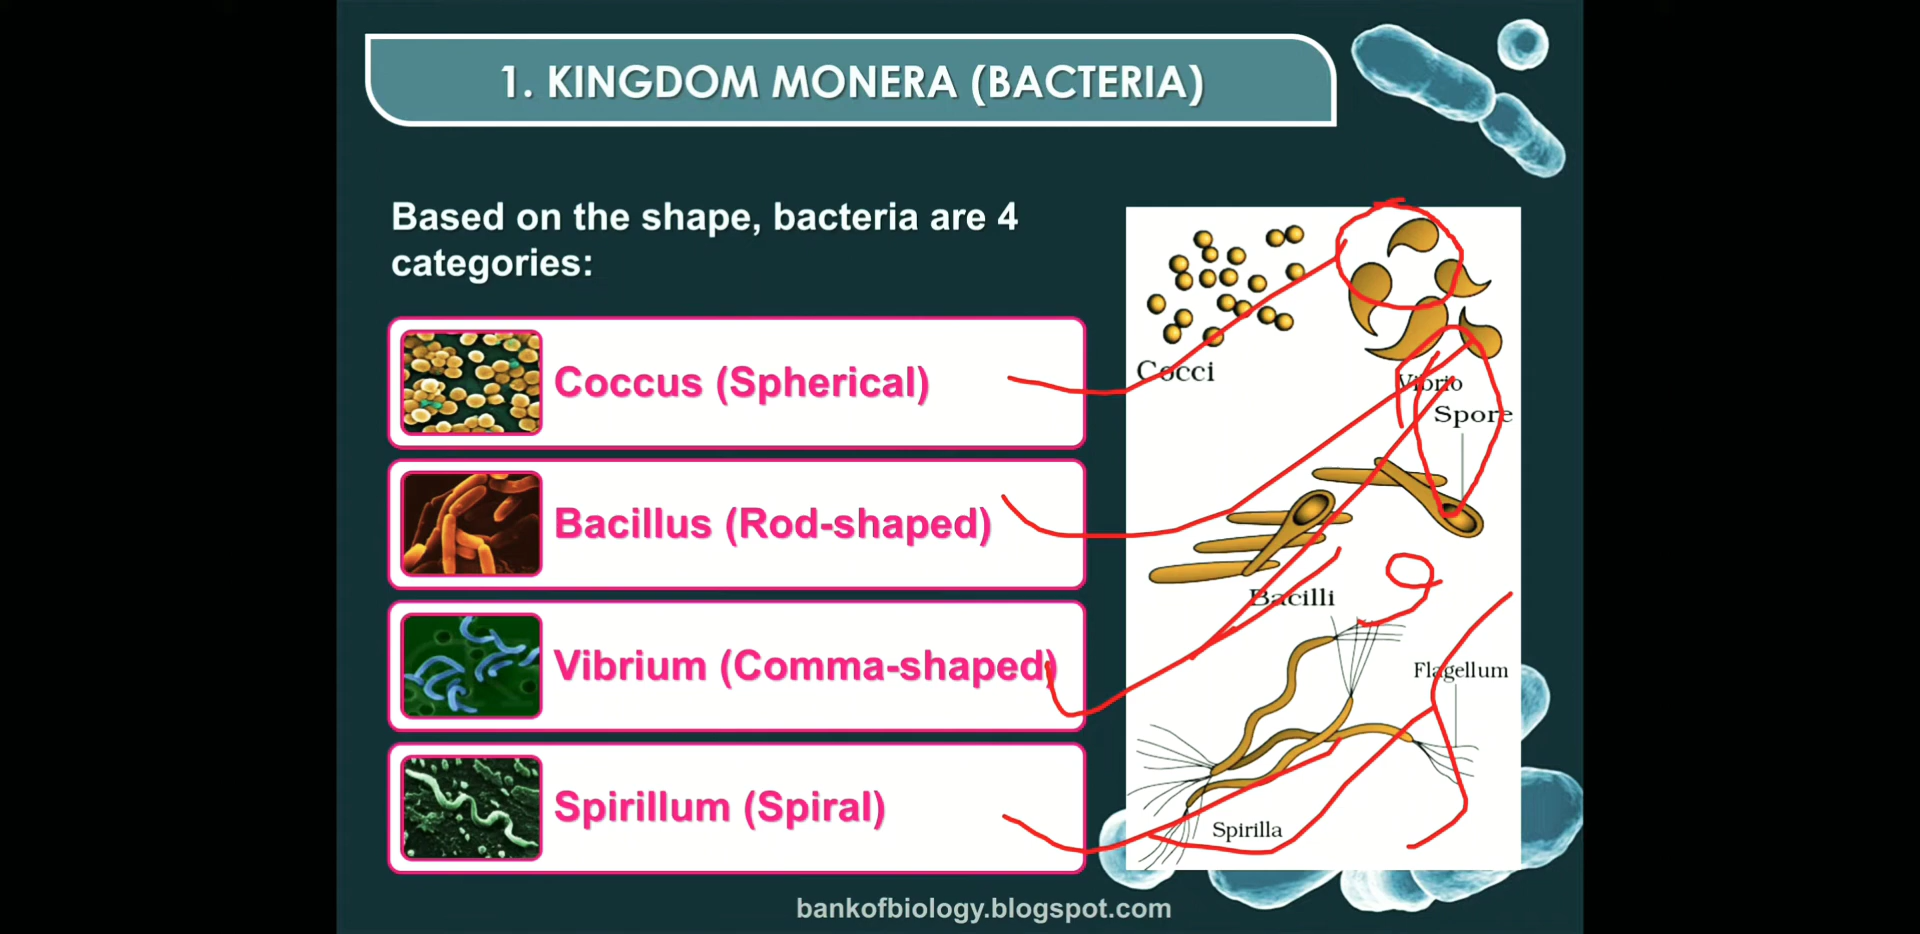 1. KINGDOM MONERA (BACTERIA)
Based on the shape, bacteria are 4
categories:
Coccus (Spherical)
Bacillus (Rod-shaped)
Vibrium (Comma-shaped)
Spirillum (Spiral)
Cocci
Vibrio
Spore
Bacilli
Flagellum
Spirilla
bankofbiology.blogspot.com